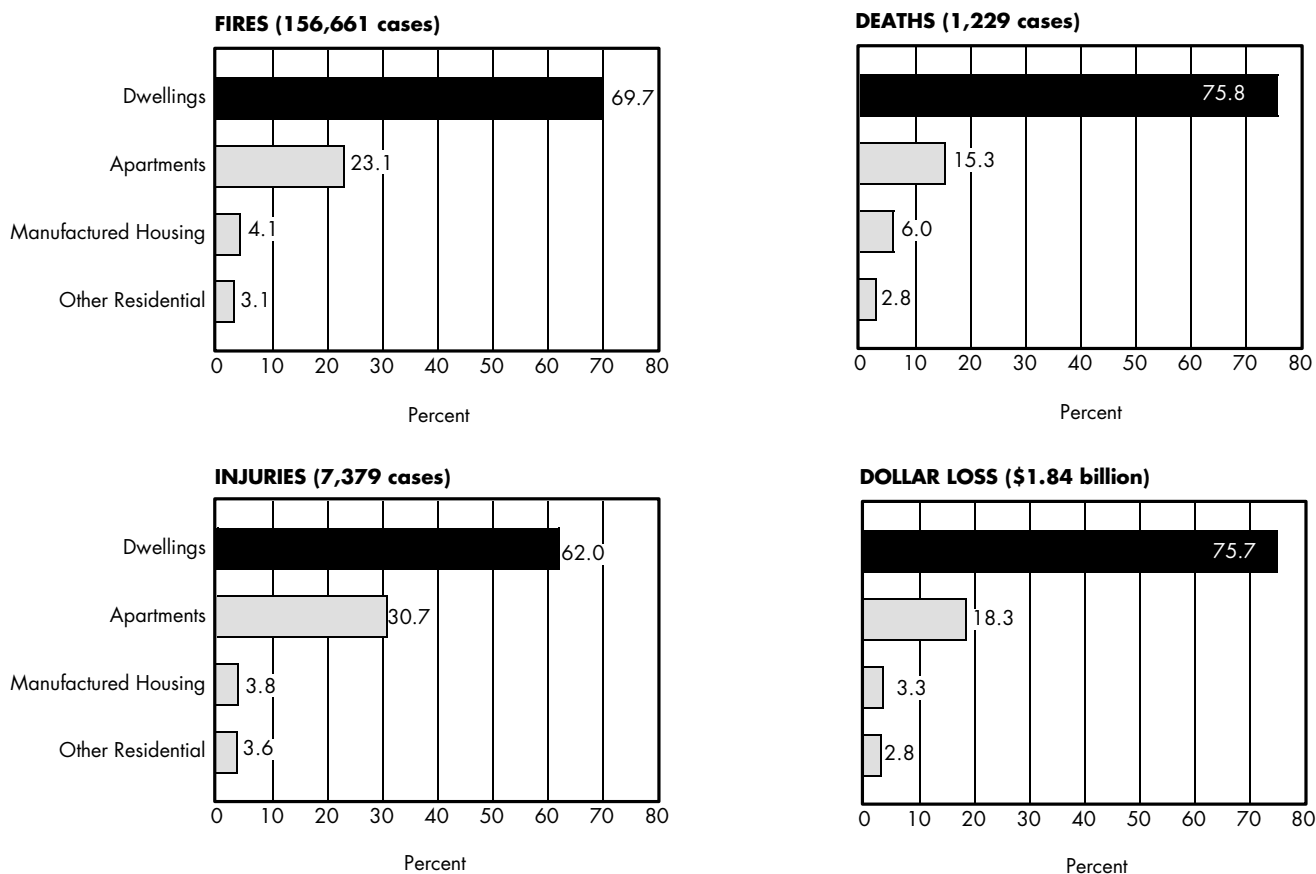 FIRES (156,661 cases)
Dwellings
69.7
Apartments
23.1
Manufactured Housing
4.1
Other Residential
3.1
0 10 20 30 40 50 60 70 80
Percent
DEATHS (1,229 cases)
75.8
15.3
6.0
2.8
0 10 20 30 40 50 60 70 80
Percent
INJURIES (7,379 cases)
Dwellings
62.0
Apartments
30.7
Manufactured Housing
3.8
Other Residential
3.6
0 10 20 30 40 50 60 70 80
Percent
DOLLAR LOSS ($1.84 billion)
75.7
18.3
3.3
2.8
0 10 20 30 40 50 60 70 80
Percent